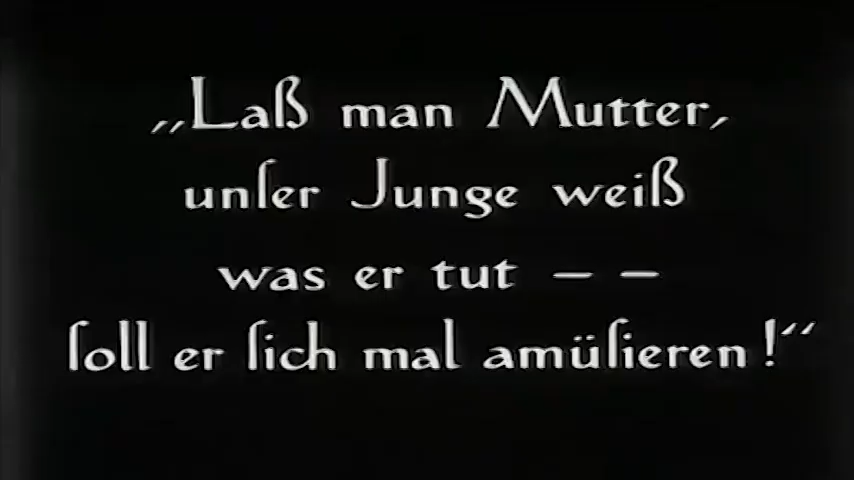 „Laß man Mutter,
unſer Junge weiß
was er tut – –
ſoll er ſich mal amüſieren!“